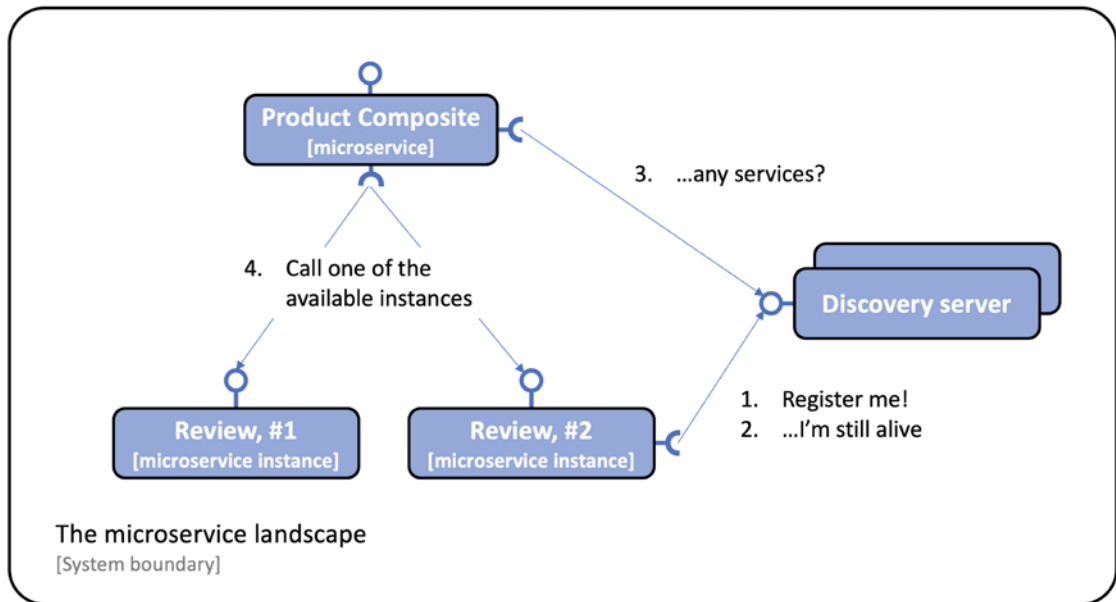 Product Composite
[microservice]
3. ...any services?
4. Call one of the
available instances
Discovery server
Review, #1
[microservice instance]
Review, #2
[microservice instance]
1. Register me!
2. ...I'm still alive
The microservice landscape
[System boundary]